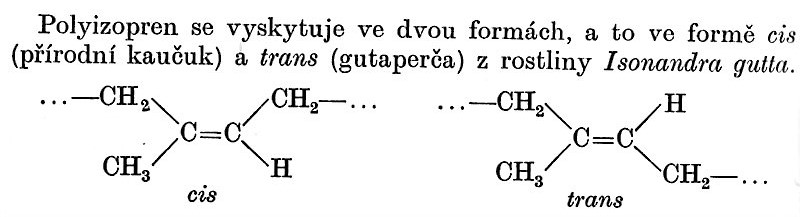 Polyizopren se vyskytuje ve dvou formách, a to ve formě cis
(přírodní kaučuk) a trans (gutaperča) z rostliny Isonandra gutta.
...—CH₂ CH₂—... ...—CH₂ H
C=C C=C
CH₃ H CH₃ CH₂—...
cis trans